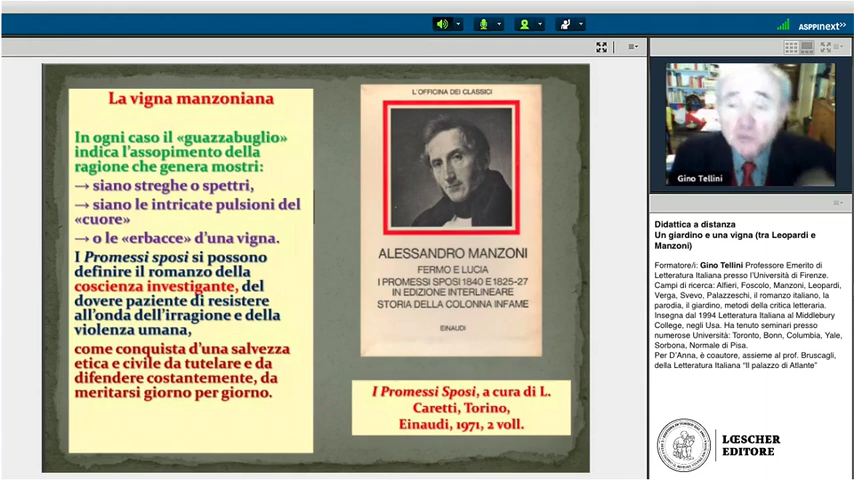 ASPPInext»
La vigna manzoniana
In ogni caso il «guazzabuglio»
indica l'assopimento della
ragione che genera mostri:
→ siano streghe o spettri,
→ siano le intricate pulsioni del
«cuore»
→ o le «erbacce» d'una vigna.
I Promessi sposi si possono
definire il romanzo della
coscienza investigante, del
dovere paziente di resistere
all'onda dell'irragione e della
violenza umana,
come conquista d'una salvezza
etica e civile da tutelare e da
difendere costantemente, da
meritarsi giorno per giorno.
L'OFFICINA DEI CLASSICI
ALESSANDRO MANZONI
FERMO E LUCIA
I PROMESSI SPOSI 1840 E 1825-27
IN EDIZIONE INTERLINEARE
STORIA DELLA COLONNA INFAME
EINAUDI
I Promessi Sposi, a cura di L.
Caretti, Torino,
Einaudi, 1971, 2 voll.
Gino Tellini
Didattica a distanza
Un giardino e una vigna (tra Leopardi e
Manzoni)
Formatore/i: Gino Tellini Professore Emerito di
Letteratura Italiana presso l'Università di Firenze.
Campi di ricerca: Alfieri, Foscolo, Manzoni, Leopardi,
Verga, Svevo, Palazzeschi, il romanzo italiano, la
parodia, il giardino, metodi della critica letteraria.
Insegna dal 1994 Letteratura Italiana al Middlebury
College, negli Usa. Ha tenuto seminari presso
numerose Università: Toronto, Bonn, Columbia, Yale,
Sorbona, Normale di Pisa.
Per D'Anna, è coautore, assieme al prof. Bruscagli,
della Letteratura Italiana "Il palazzo di Atlante"
LŒSCHER
EDITORE